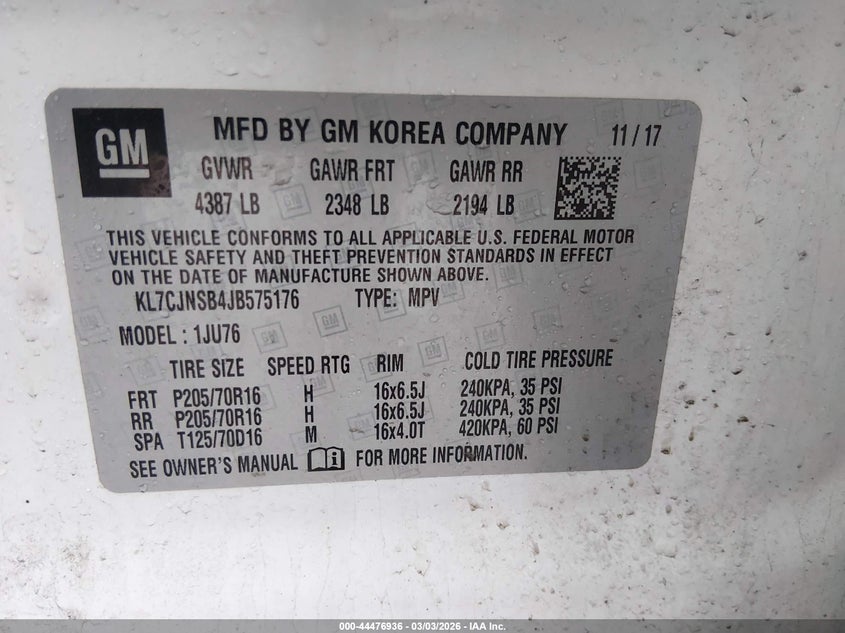 GM MFD BY GM KOREA COMPANY 11/17
GVWR GAWR FRT GAWR RR
4387 LB 2348 LB 2194 LB
THIS VEHICLE CONFORMS TO ALL APPLICABLE U.S. FEDERAL MOTOR
VEHICLE SAFETY AND THEFT PREVENTION STANDARDS IN EFFECT
ON THE DATE OF MANUFACTURE SHOWN ABOVE.
KL7CJNSB4JB575176 TYPE: MPV
MODEL : 1JU76
TIRE SIZE SPEED RTG RIM COLD TIRE PRESSURE
FRT P205/70R16 H 16x6.5J 240KPA, 35 PSI
RR P205/70R16 H 16x6.5J 240KPA, 35 PSI
SPA T125/70D16 M 16x4.0T 420KPA, 60 PSI
SEE OWNER'S MANUAL FOR MORE INFORMATION.
000-44476936 - 03/03/2026 - IAA Inc.